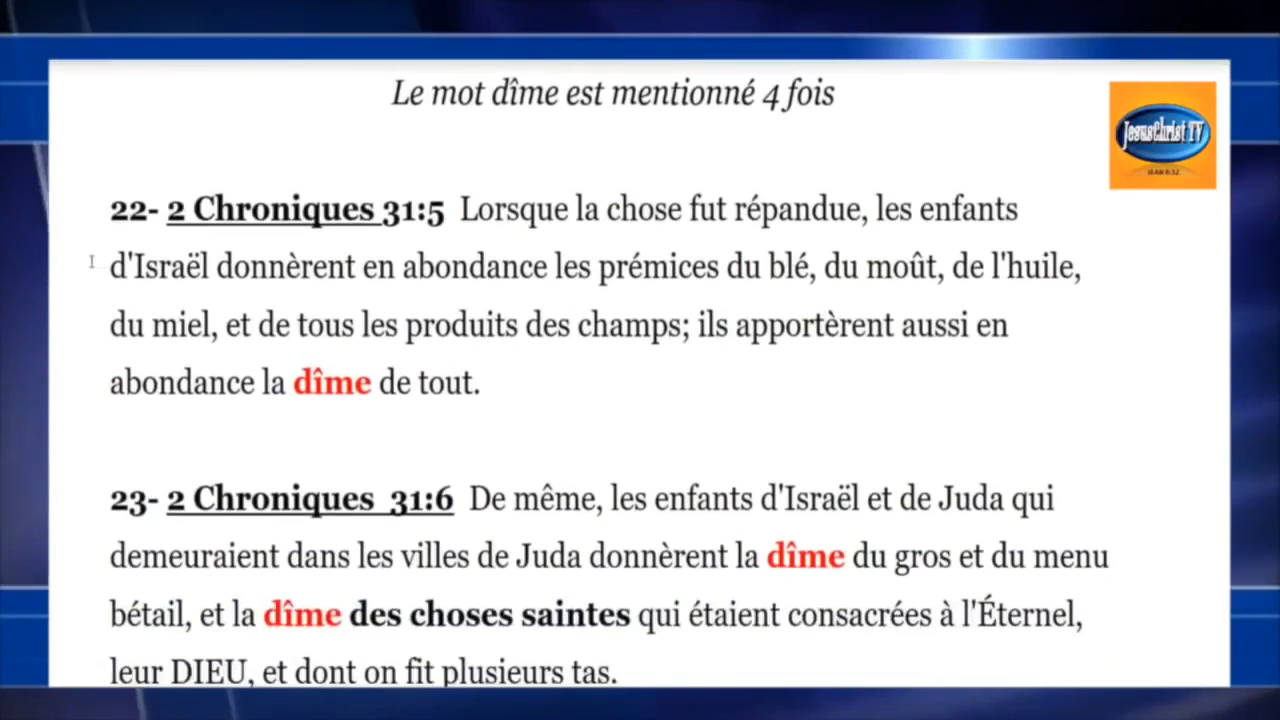 Le mot dîme est mentionné 4 fois
JesusChrist TV
JEAN 8:12
22- 2 Chroniques 31:5 Lorsque la chose fut répandue, les enfants
d'Israël donnèrent en abondance les prémices du blé, du moût, de l'huile,
du miel, et de tous les produits des champs; ils apportèrent aussi en
abondance la dîme de tout.
23- 2 Chroniques 31:6 De même, les enfants d'Israël et de Juda qui
demeuraient dans les villes de Juda donnèrent la dîme du gros et du menu
bétail, et la dîme des choses saintes qui étaient consacrées à l'Éternel,
leur DIEU, et dont on fit plusieurs tas.